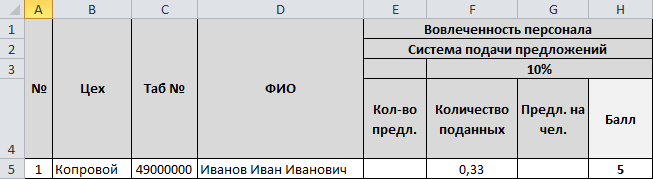 A B C D E F G H
1 Вовлеченность персонала
2 Система подачи предложений
3 10%
№ Цех Таб № ФИО Кол-во предл. Количество поданных Предл. на чел. Балл
4
5 1 Копровой 49000000 Иванов Иван Иванович 0,33 5